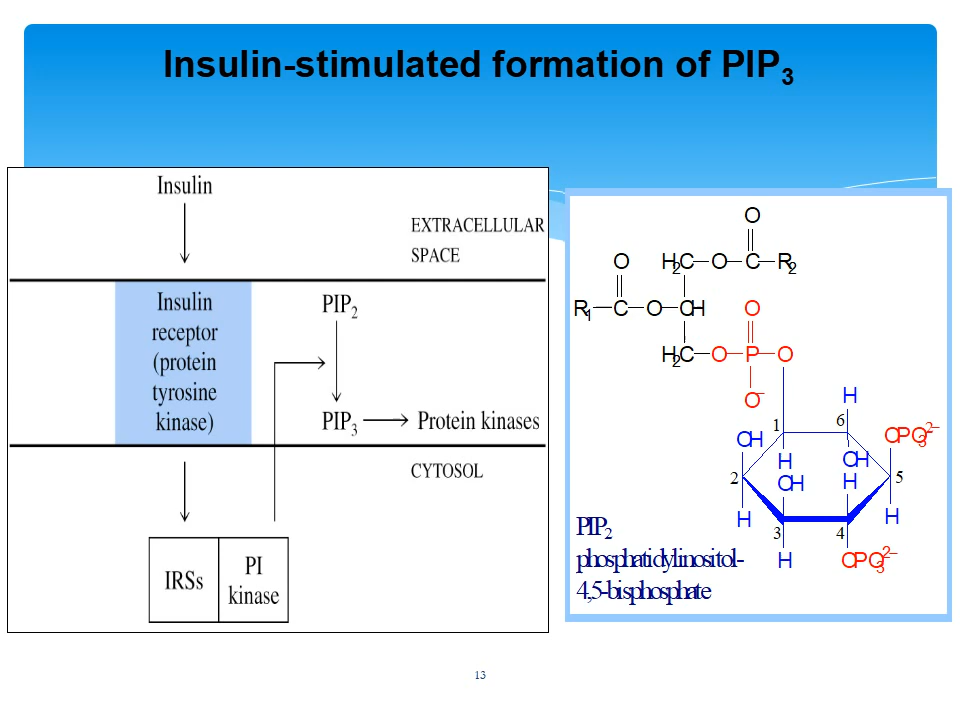 Insulin-stimulated formation of PIP3
Insulin
EXTRACELLULAR
SPACE
Insulin
receptor
(protein
tyrosine
kinase)
PIP2
PIP3
Protein kinases
CYTOSOL
IRSs
PI
kinase
O
O
H2C
O
C
R2
R1
C
O
CH
O
H2C
O
P
O
O−
H
1
6
OPO3 2−
OH
H
OH
2
OH
H
5
H
H
3
4
H
OPO3 2−
PIP2
phosphatidylinositol-
4,5-bisphosphate
13